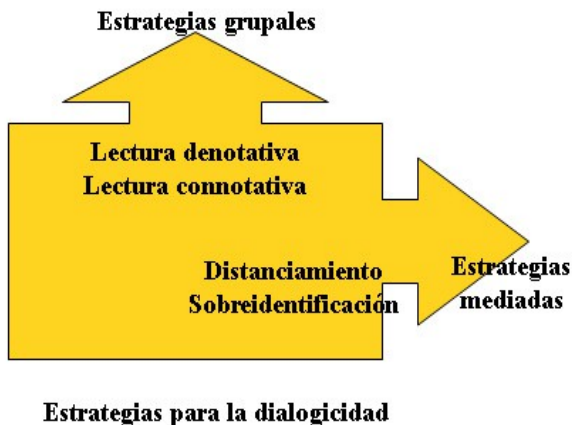 Estrategias grupales
Lectura denotativa
Lectura connotativa
Distanciamiento
Sobreidentificación
Estrategias
mediadas
Estrategias para la dialogicidad